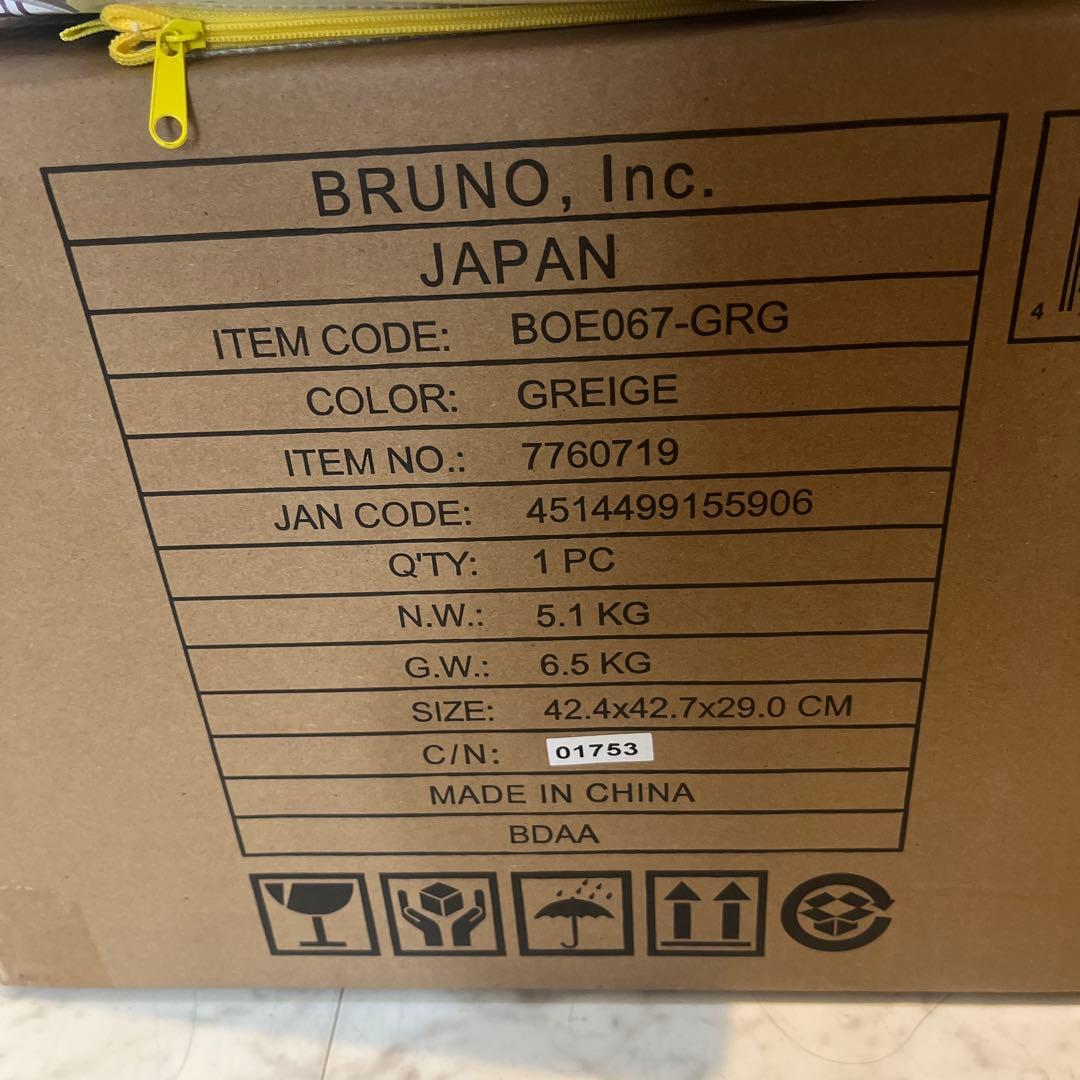 BRUNO, Inc.
JAPAN
ITEM CODE: BOE067-GRG
COLOR: GREIGE
ITEM NO.: 7760719
JAN CODE: 4514499155906
Q'TY: 1 PC
N.W.: 5.1 KG
G.W.: 6.5 KG
SIZE: 42.4x42.7x29.0 CM
C/N: 01753
MADE IN CHINA
BDAA
4